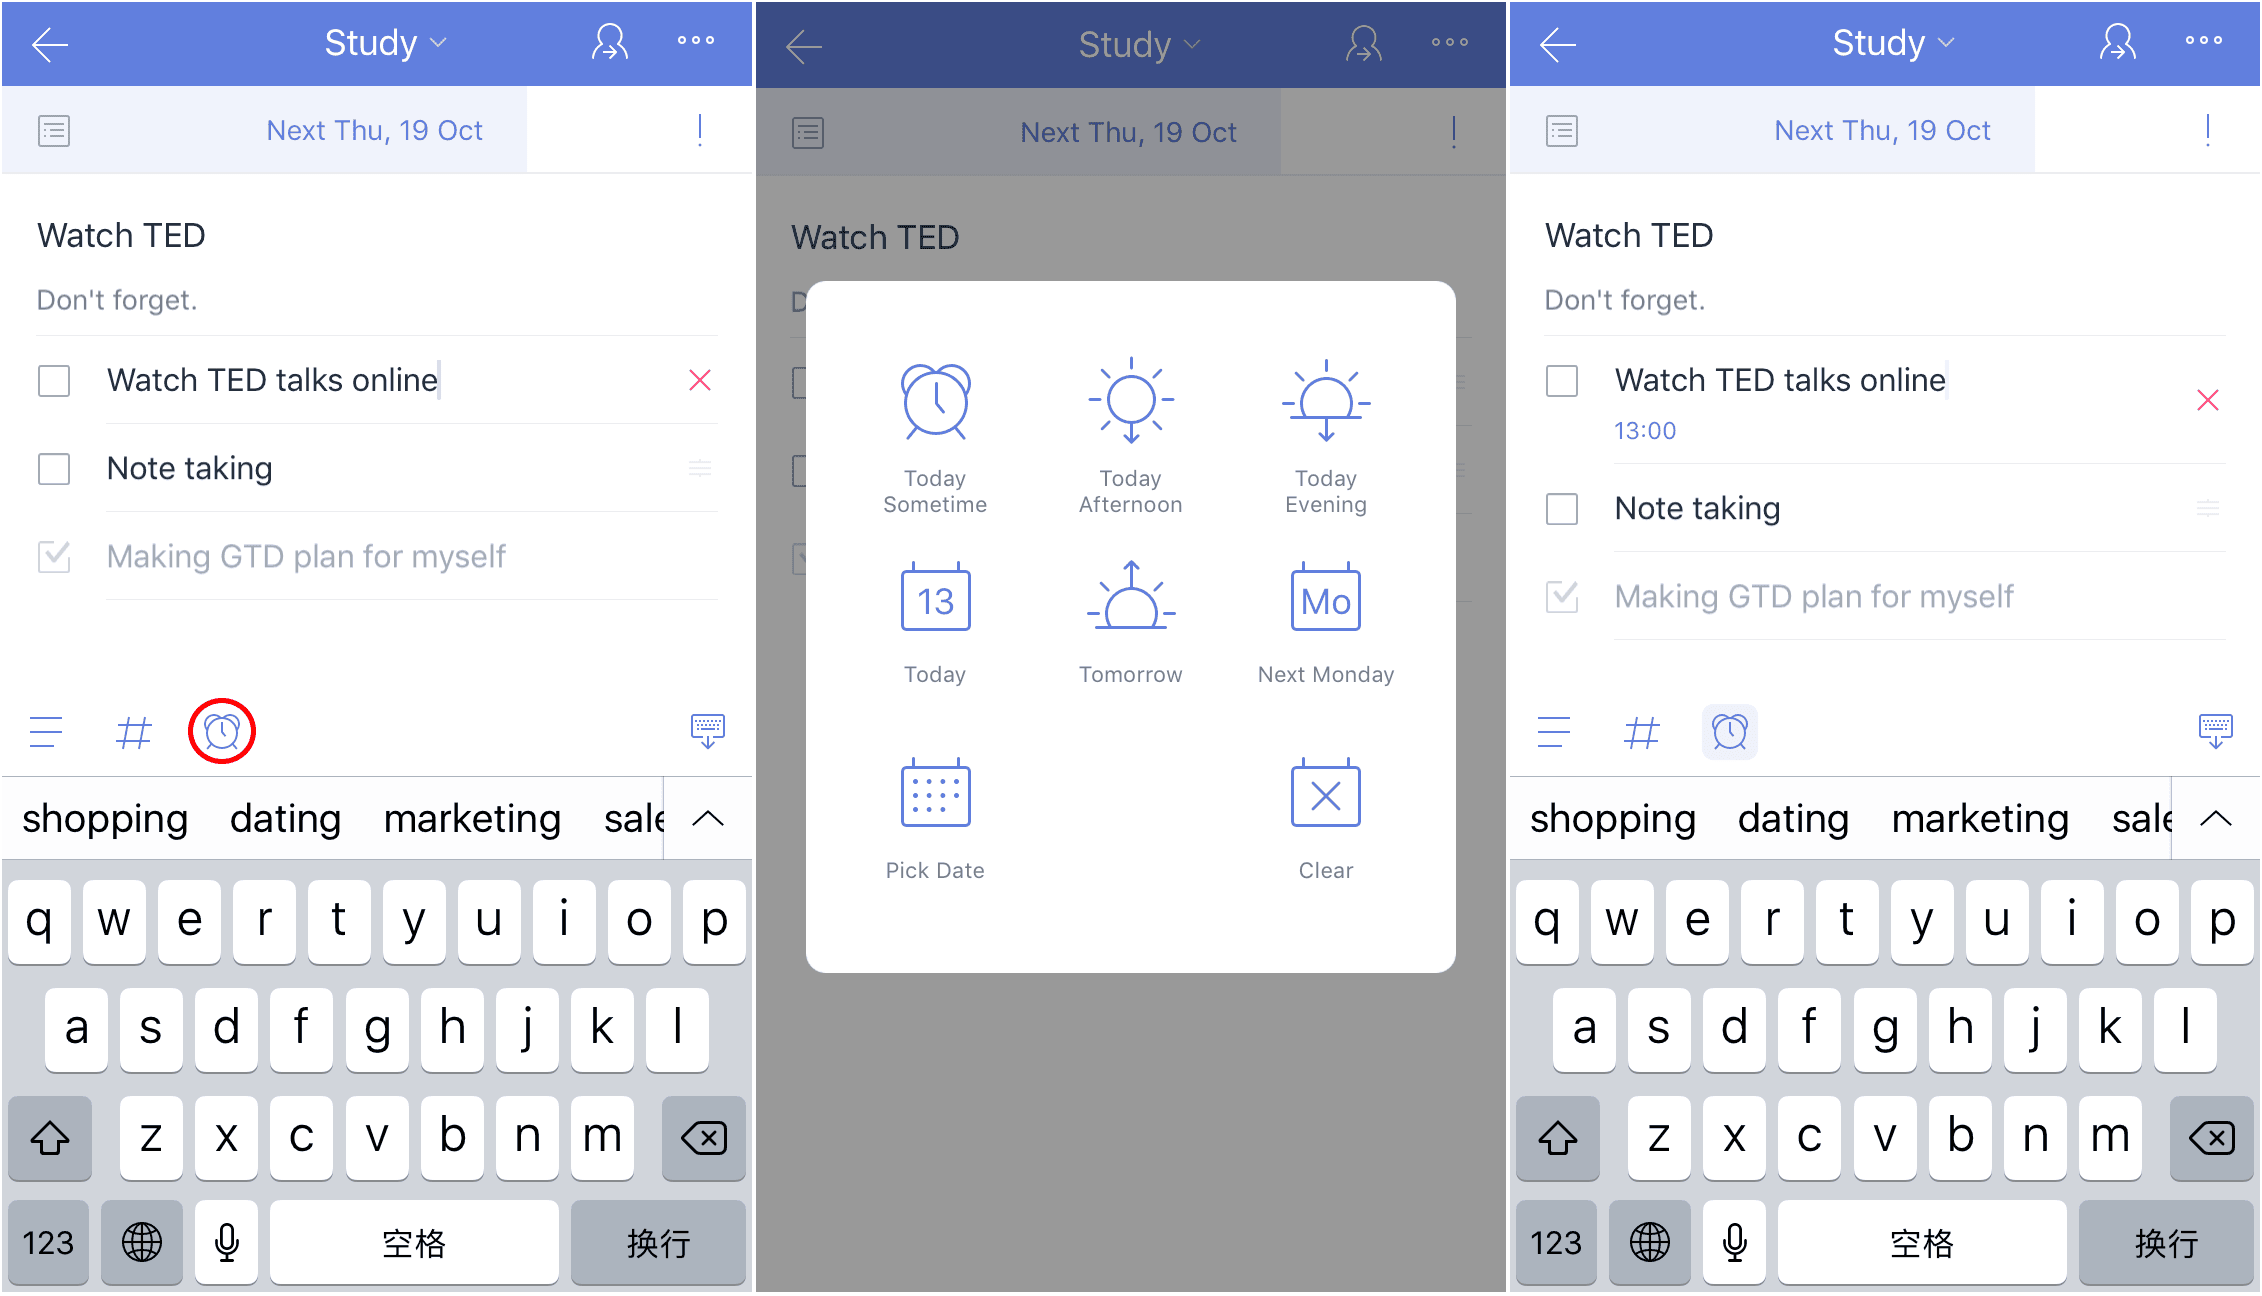 Study
Next Thu, 19 Oct
!
Watch TED
Don't forget.
Watch TED talks online
Note taking
Making GTD plan for myself
#
shopping dating marketing sale
q w e r t y u i o p
a s d f g h j k l
z x c v b n m
123 空格 换行
Study
Next Thu, 19 Oct
!
Watch TED
D
Today Sometime
Today Afternoon
Today Evening
13
Mo
Today
Tomorrow
Next Monday
Pick Date
Clear
Study
Next Thu, 19 Oct
!
Watch TED
Don't forget.
Watch TED talks online
13:00
Note taking
Making GTD plan for myself
#
shopping dating marketing sale
q w e r t y u i o p
a s d f g h j k l
z x c v b n m
123 空格 换行